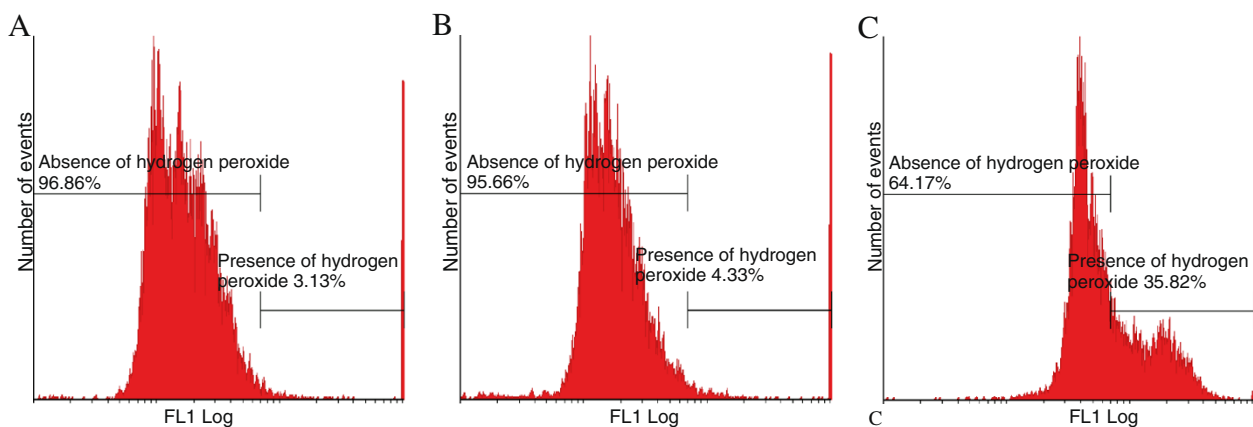 A
Number of events
Absence of hydrogen peroxide
96.86%
Presence of hydrogen
peroxide 3.13%
FL1 Log
B
Number of events
Absence of hydrogen peroxide
95.66%
Presence of hydrogen
peroxide 4.33%
FL1 Log
C
Number of events
Absence of hydrogen peroxide
64.17%
Presence of hydrogen
peroxide 35.82%
C
FL1 Log